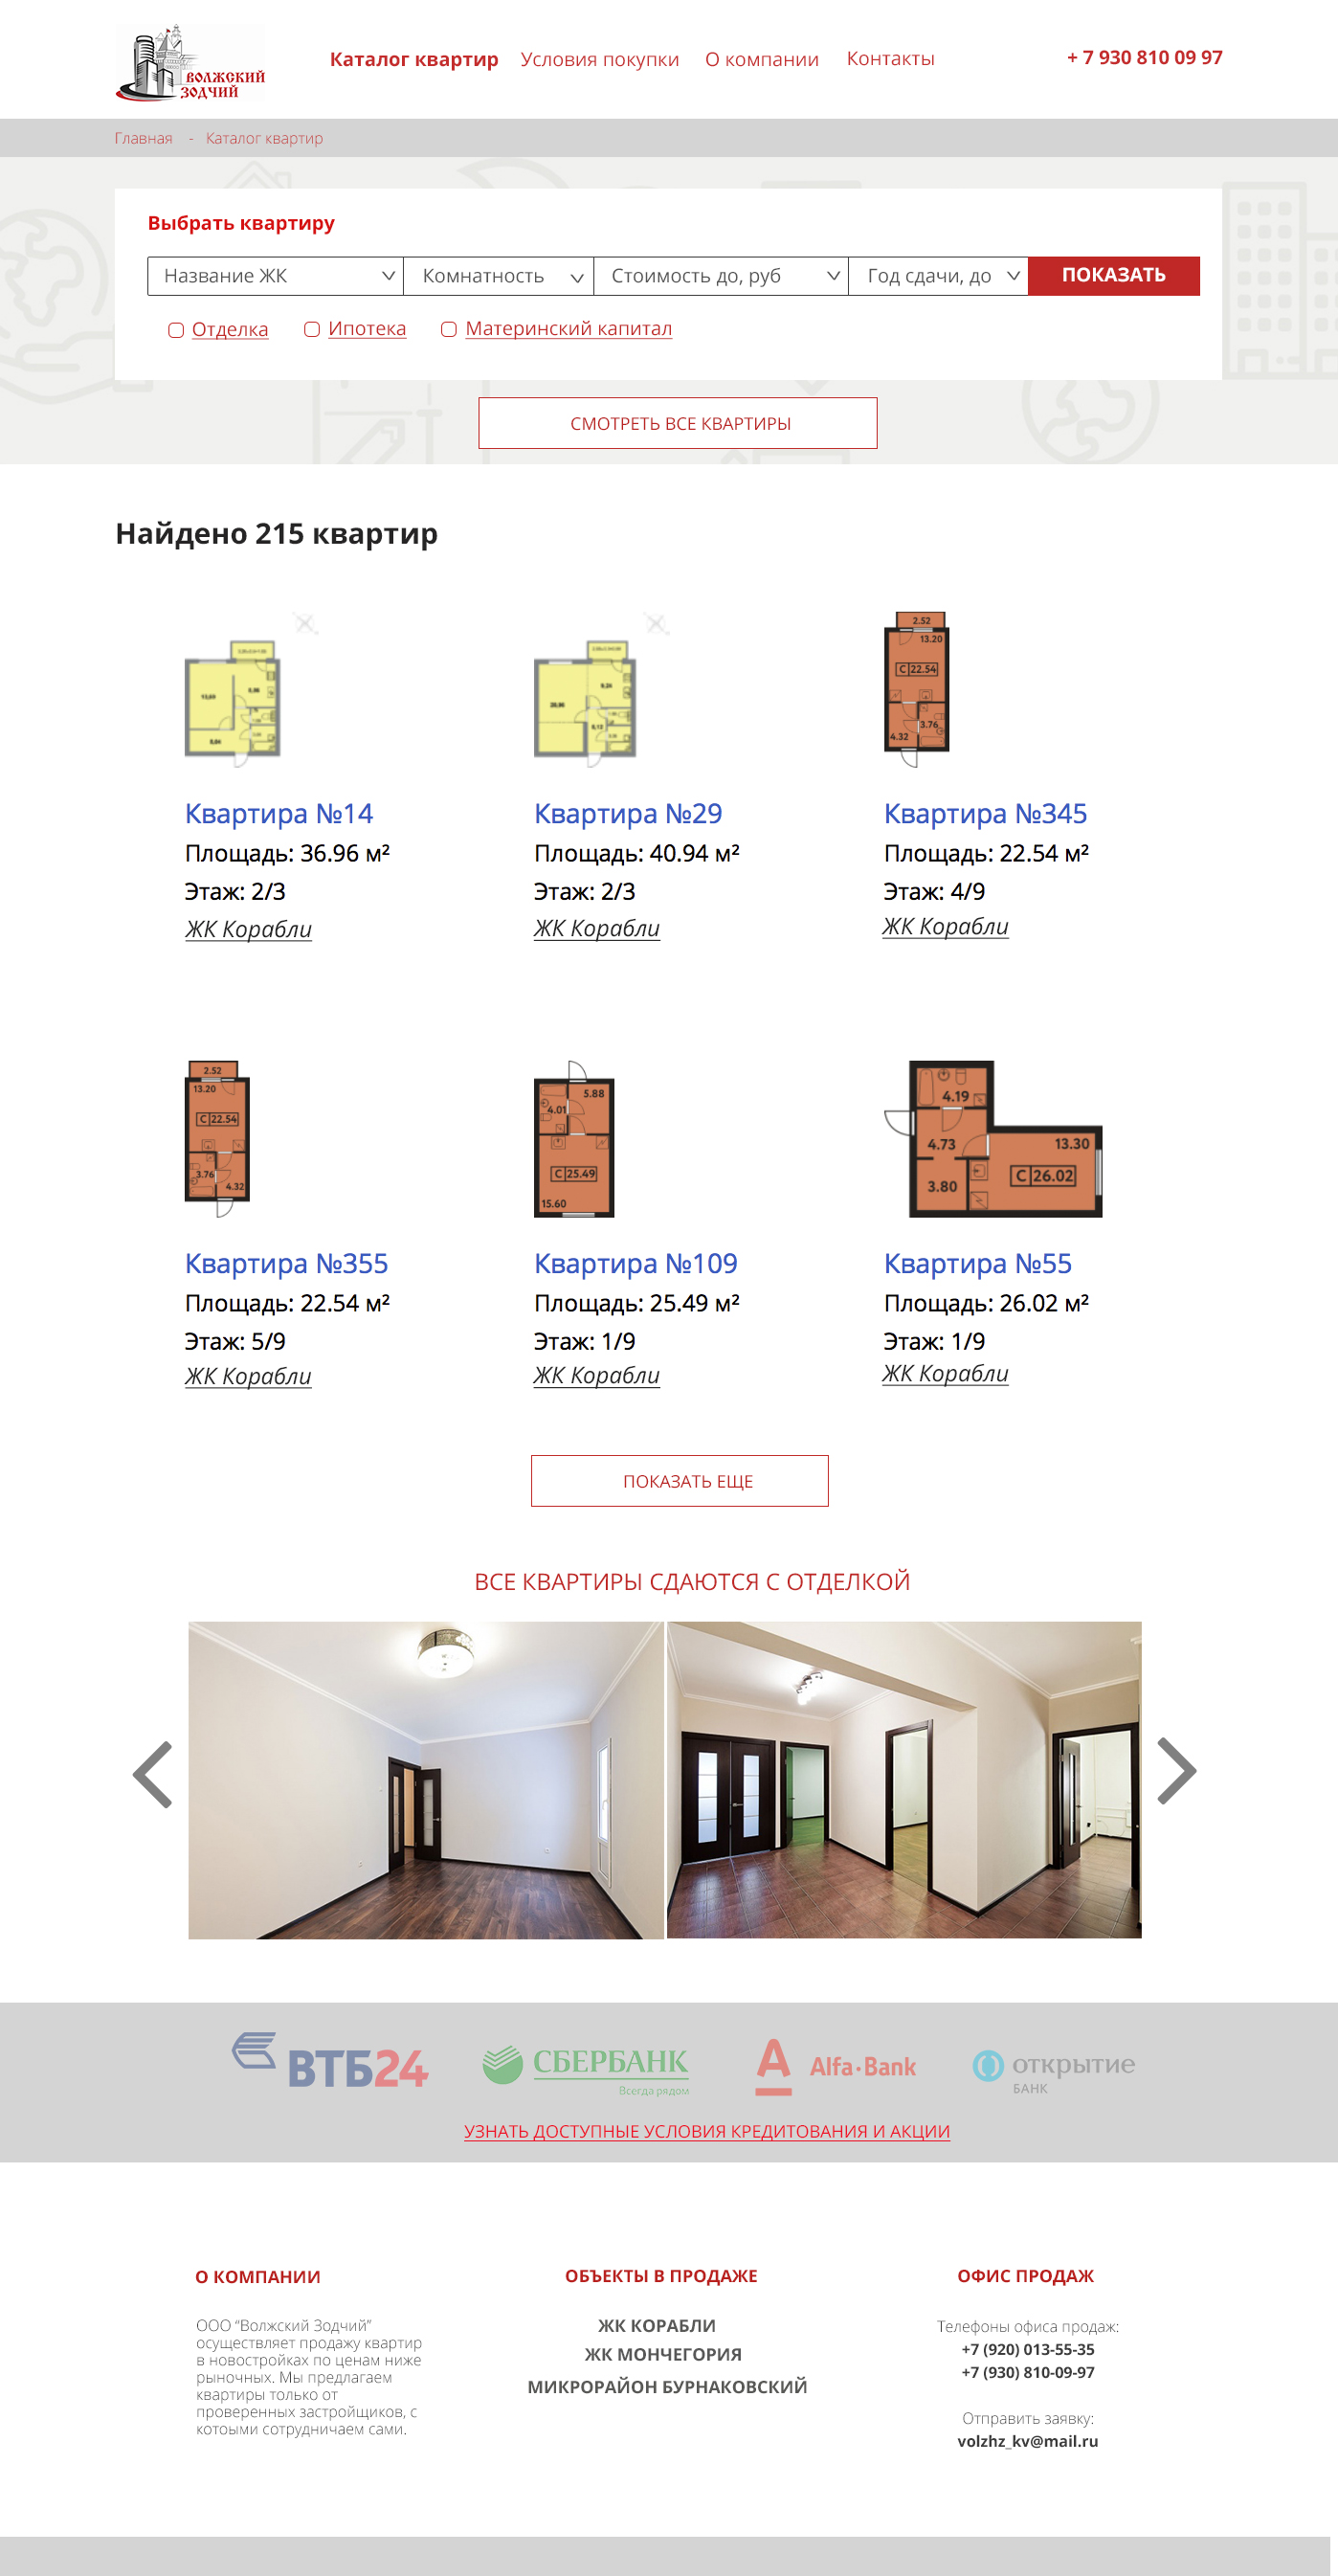 ВОЛЖСКИЙ
ЗОДЧИЙ
Каталог квартир Условия покупки О компании Контакты + 7 930 810 09 97
Главная - Каталог квартир
Выбрать квартиру
Название ЖК Комнатность Стоимость до, руб Год сдачи, до ПОКАЗАТЬ
Отделка Ипотека Материнский капитал
СМОТРЕТЬ ВСЕ КВАРТИРЫ
Найдено 215 квартир
2.52
13.20
С 22.54
3.76
4.32
Квартира №14 Квартира №29 Квартира №345
Площадь: 36.96 м² Площадь: 40.94 м² Площадь: 22.54 м²
Этаж: 2/3 Этаж: 2/3 Этаж: 4/9
ЖК Корабли ЖК Корабли ЖК Корабли
2.52
13.20
С 22.54
3.76
4.32
5.88
4.01
С 25.49
15.60
4.19
4.73 13.30
3.80 С 26.02
Квартира №355 Квартира №109 Квартира №55
Площадь: 22.54 м² Площадь: 25.49 м² Площадь: 26.02 м²
Этаж: 5/9 Этаж: 1/9 Этаж: 1/9
ЖК Корабли ЖК Корабли ЖК Корабли
ПОКАЗАТЬ ЕЩЕ
ВСЕ КВАРТИРЫ СДАЮТСЯ С ОТДЕЛКОЙ
ВТБ24 СБЕРБАНК Alfa·Bank открытие
Всегда рядом БАНК
УЗНАТЬ ДОСТУПНЫЕ УСЛОВИЯ КРЕДИТОВАНИЯ И АКЦИИ
О КОМПАНИИ
ООО “Волжский Зодчий”
осуществляет продажу квартир
в новостройках по ценам ниже
рыночных. Мы предлагаем
квартиры только от
проверенных застройщиков, с
котоыми сотрудничаем сами.
ОБЪЕКТЫ В ПРОДАЖЕ
ЖК КОРАБЛИ
ЖК МОНЧЕГОРИЯ
МИКРОРАЙОН БУРНАКОВСКИЙ
ОФИС ПРОДАЖ
Телефоны офиса продаж:
+7 (920) 013-55-35
+7 (930) 810-09-97
Отправить заявку:
volzhz_kv@mail.ru